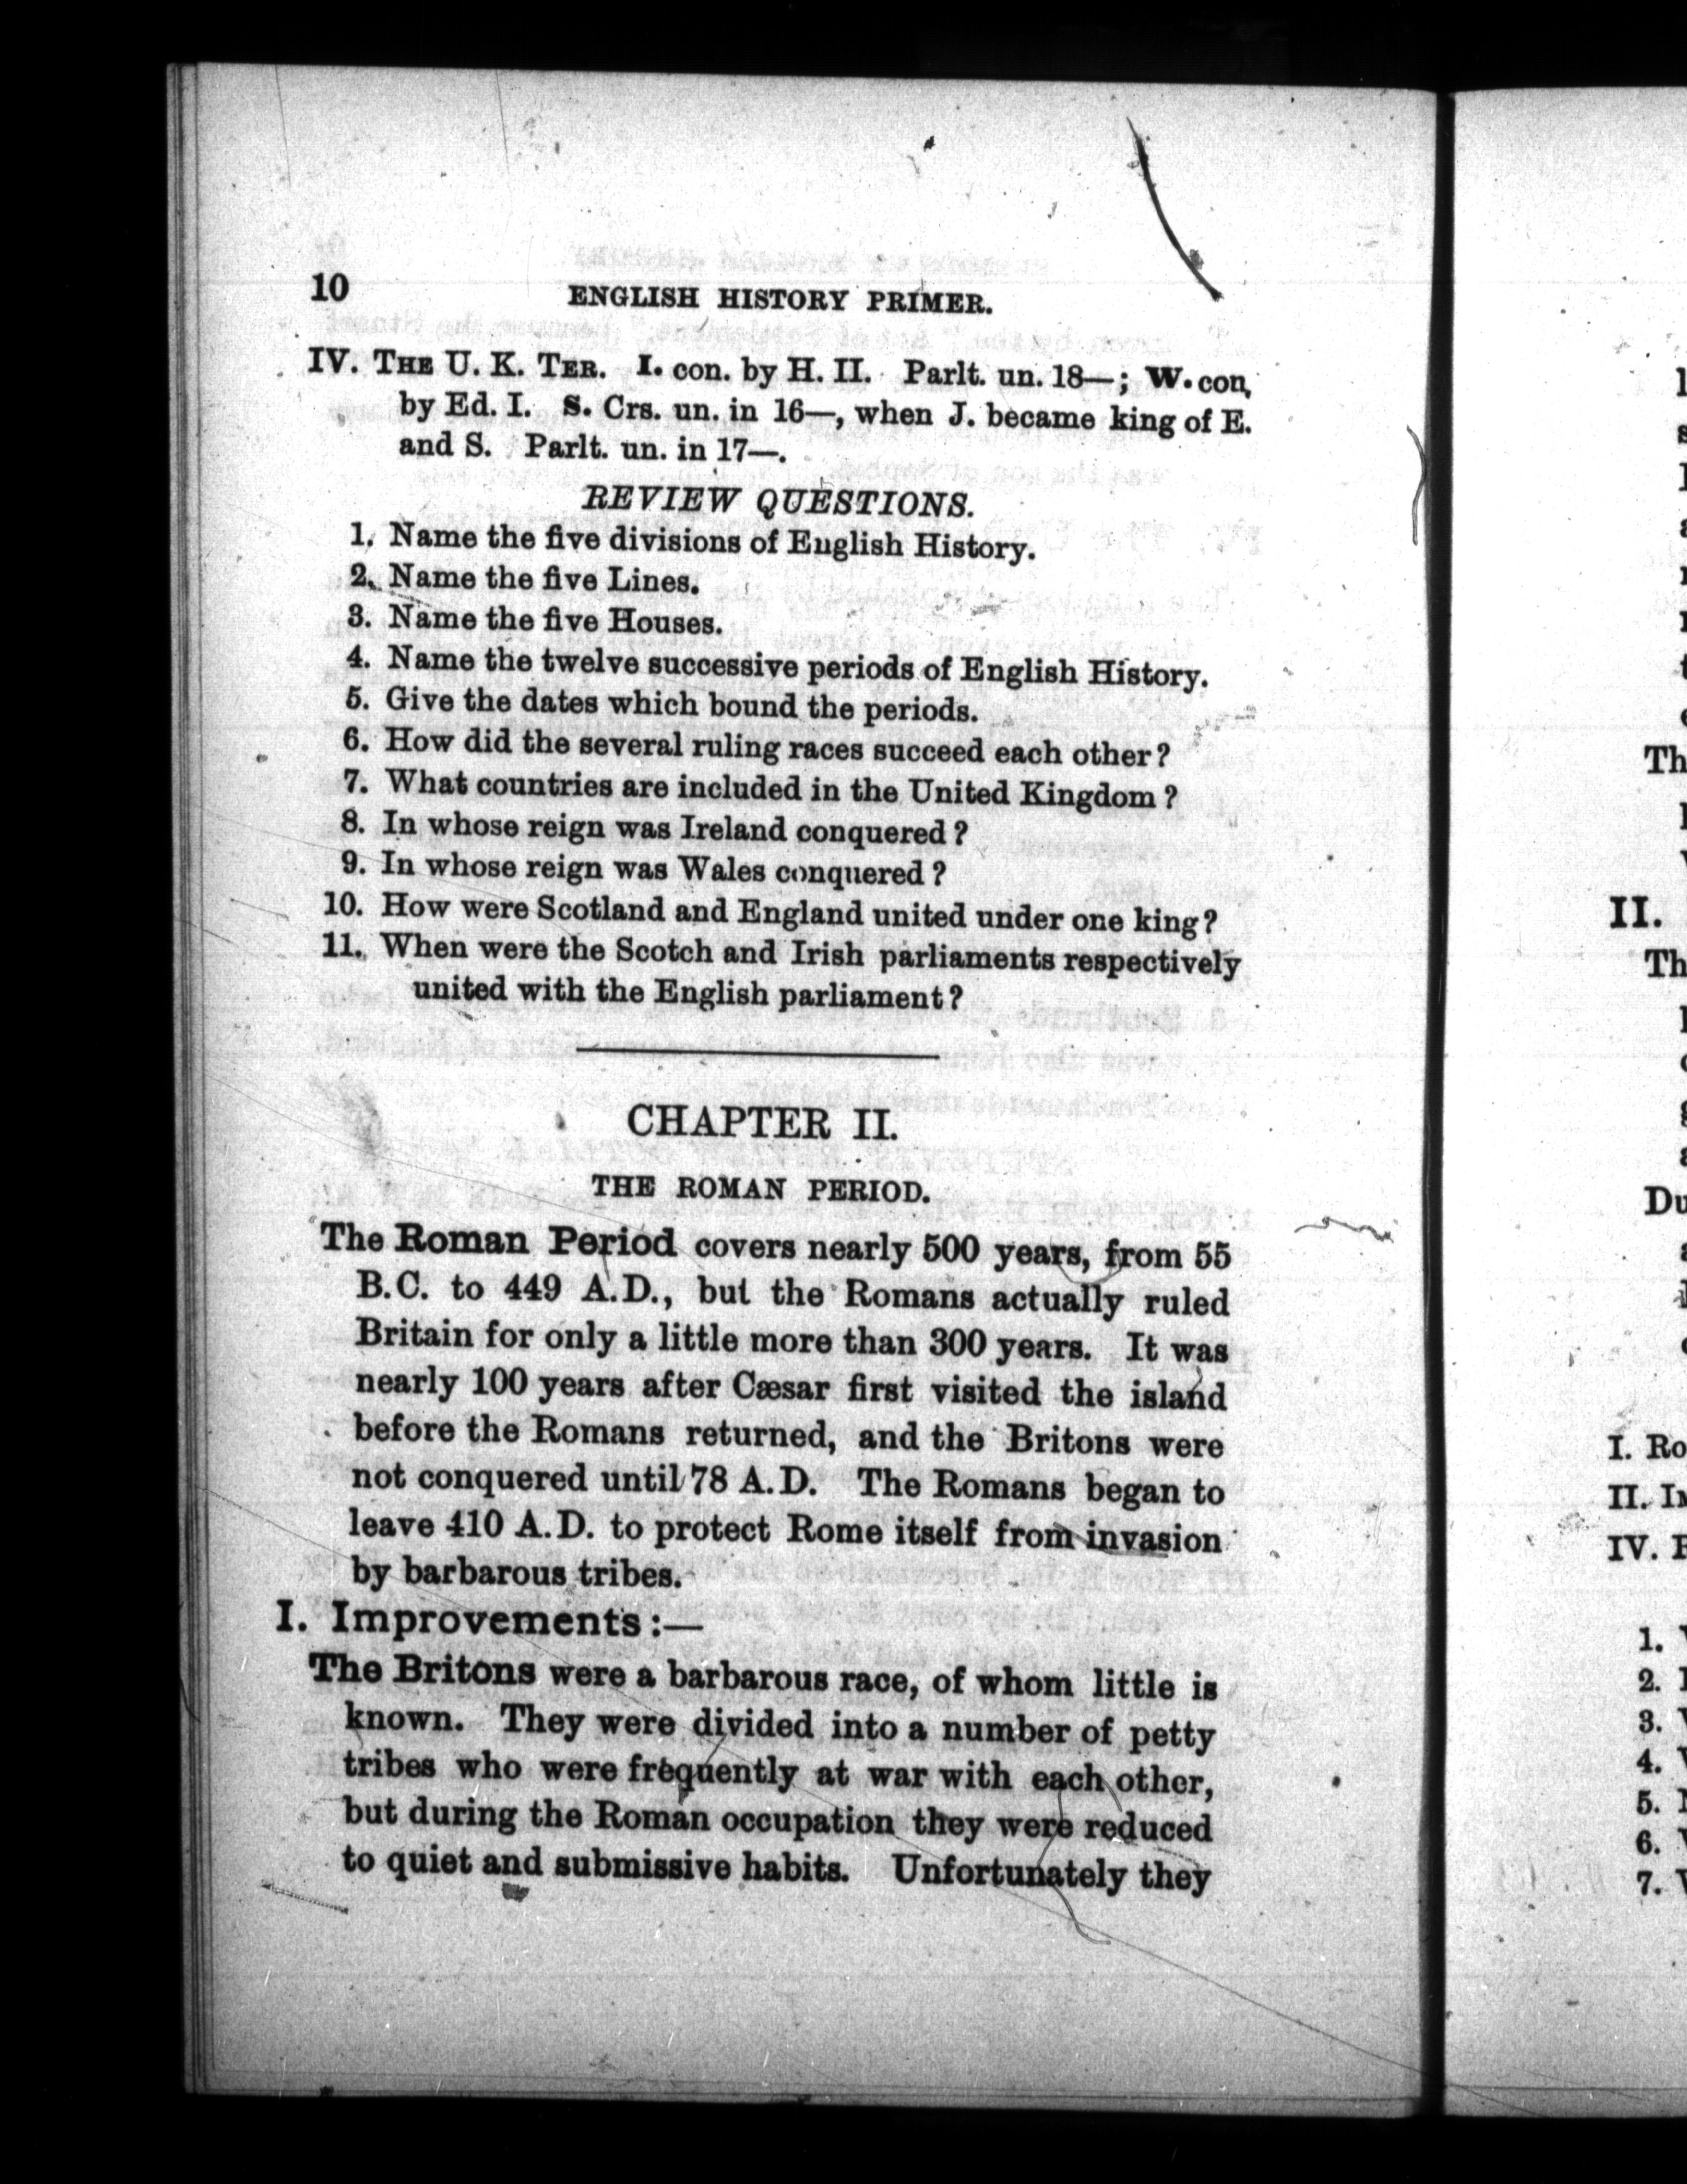 10
ENGLISH HISTORY PRIMER.
IV. THE U. K. TER. I. con. by H. II. Parlt. un. 18—; W. con,
by Ed. I. S. Crs. un. in 16—, when J. became king of E.
and S. Parlt. un. in 17—.
REVIEW QUESTIONS.
1. Name the five divisions of English History.
2. Name the five Lines.
3. Name the five Houses.
4. Name the twelve successive periods of English History.
5. Give the dates which bound the periods.
6. How did the several ruling races succeed each other?
7. What countries are included in the United Kingdom?
8. In whose reign was Ireland conquered?
9. In whose reign was Wales conquered?
10. How were Scotland and England united under one king?
11. When were the Scotch and Irish parliaments respectively
united with the English parliament?
CHAPTER II.
THE ROMAN PERIOD.
The Roman Period covers nearly 500 years, from 55
B.C. to 449 A.D., but the Romans actually ruled
Britain for only a little more than 300 years. It was
nearly 100 years after Cæsar first visited the island
before the Romans returned, and the Britons were
not conquered until 78 A.D. The Romans began to
leave 410 A.D. to protect Rome itself from invasion
by barbarous tribes.
I. Improvements:—
The Britons were a barbarous race, of whom little is
known. They were divided into a number of petty
tribes who were frequently at war with each other,
but during the Roman occupation they were reduced
to quiet and submissive habits. Unfortunately they
II.
I.
II.
IV.
1.
2.
3.
4.
5.
6.
7.